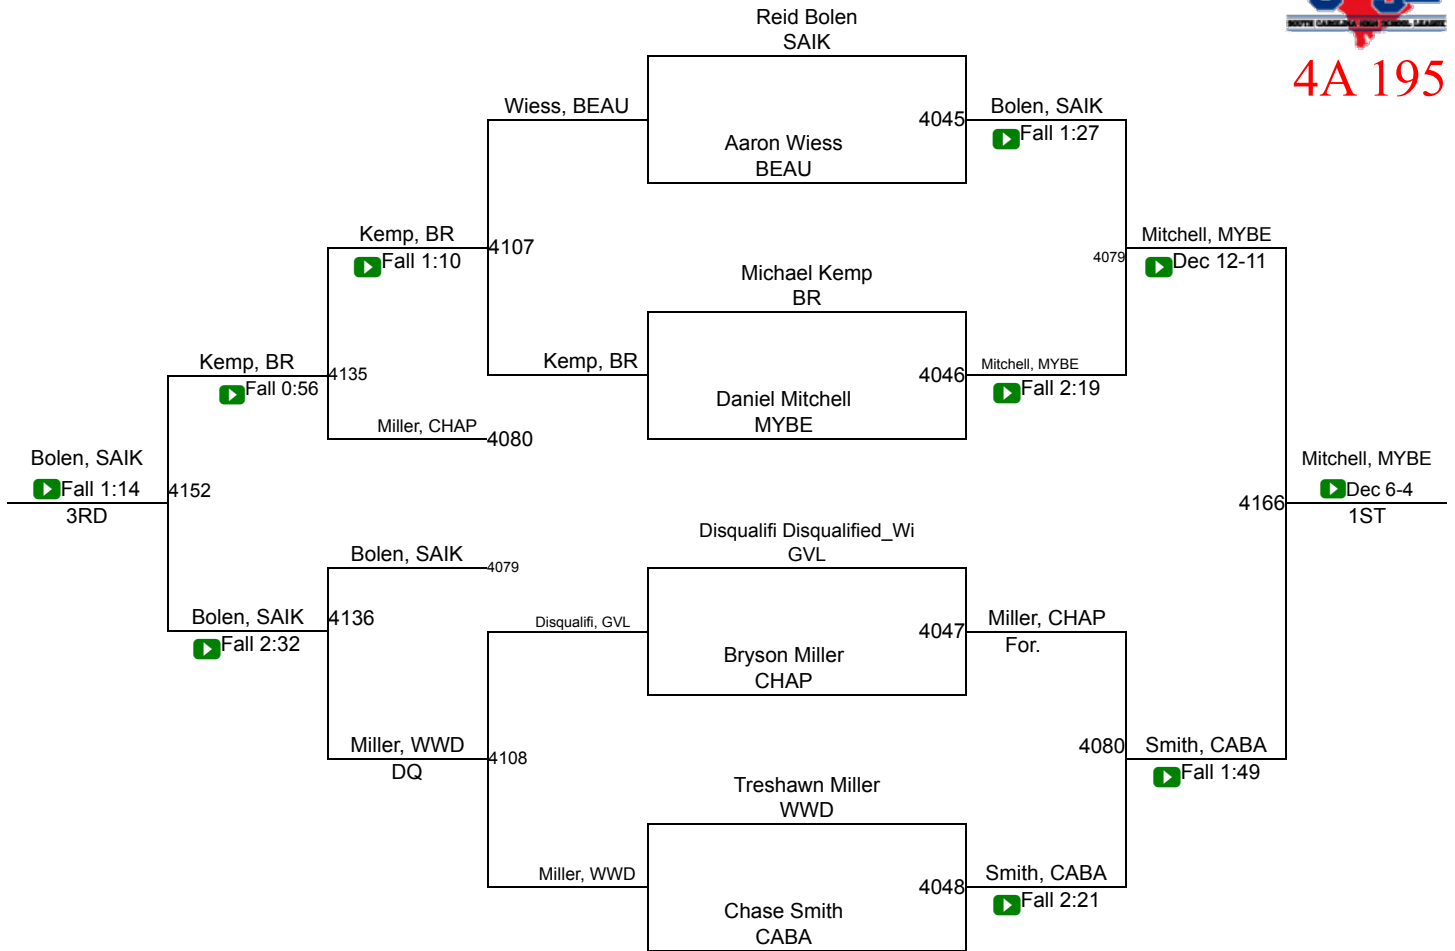 SOUTH CAROLINA HIGH SCHOOL LEAGUE
4A 195
Reid Bolen
SAIK
Wiess, BEAU
4045
Bolen, SAIK
Fall 1:27
Aaron Wiess
BEAU
Kemp, BR
Fall 1:10
4107
Mitchell, MYBE
4079
Dec 12-11
Michael Kemp
BR
Kemp, BR
Fall 0:56
4135
Kemp, BR
4046
Mitchell, MYBE
Fall 2:19
Daniel Mitchell
MYBE
Miller, CHAP
4080
Bolen, SAIK
Fall 1:14
3RD
4152
Mitchell, MYBE
Dec 6-4
1ST
4166
Disqualifi Disqualified_Wi
GVL
Bolen, SAIK
4079
Bolen, SAIK
Fall 2:32
4136
Disqualifi, GVL
4047
Miller, CHAP
For.
Bryson Miller
CHAP
Miller, WWD
DQ
4108
4080
Smith, CABA
Fall 1:49
Treshawn Miller
WWD
Miller, WWD
4048
Smith, CABA
Fall 2:21
Chase Smith
CABA